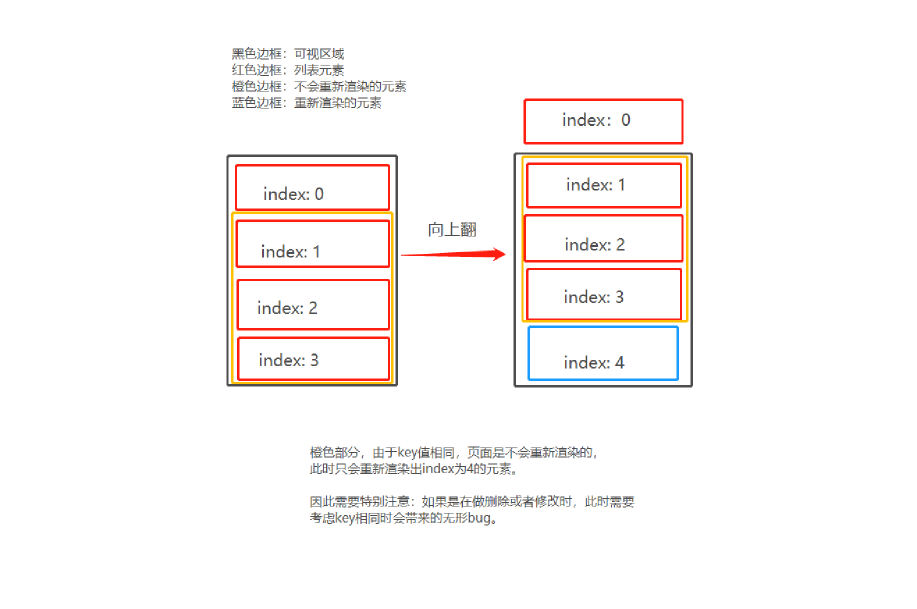 黑色边框：可视区域
红色边框：列表元素
橙色边框：不会重新渲染的元素
蓝色边框：重新渲染的元素
index: 0
index: 1
index: 2
index: 3
向上翻
index：0
index: 1
index: 2
index: 3
index: 4
橙色部分，由于key值相同，页面是不会重新渲染的，
此时只会重新渲染出index为4的元素。
因此需要特别注意：如果是在做删除或者修改时，此时需要
考虑key相同时会带来的无形bug。